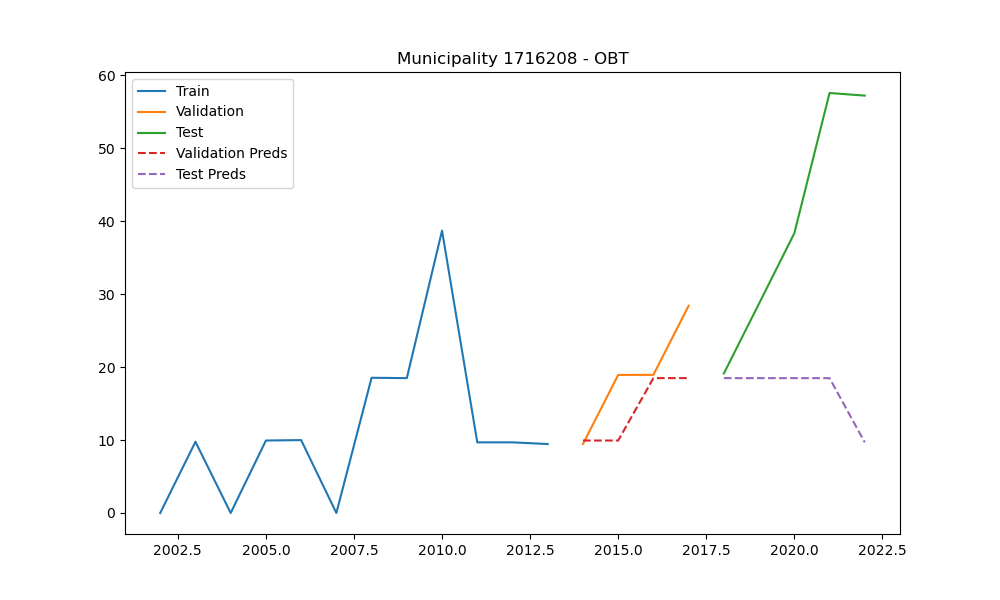 Municipality 1716208 - OBT
Train
Validation
Test
Validation Preds
Test Preds
60
50
40
30
20
10
0
2002.5 2005.0 2007.5 2010.0 2012.5 2015.0 2017.5 2020.0 2022.5